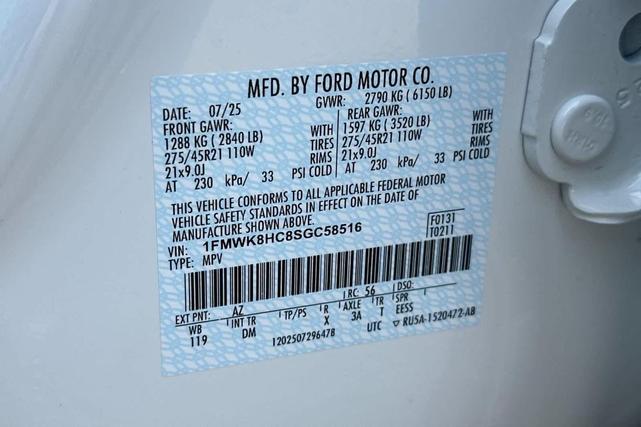 MFD. BY FORD MOTOR CO.
DATE: 07/25 GVWR: 2790 KG ( 6150 LB)
FRONT GAWR: REAR GAWR:
1288 KG ( 2840 LB) WITH 1597 KG ( 3520 LB) WITH
275/45R21 110W TIRES 275/45R21 110W TIRES
21x9.0J RIMS 21x9.0J RIMS
AT 230 kPa/ 33 PSI COLD AT 230 kPa/ 33 PSI COLD
THIS VEHICLE CONFORMS TO ALL APPLICABLE FEDERAL MOTOR
VEHICLE SAFETY STANDARDS IN EFFECT ON THE DATE OF
MANUFACTURE SHOWN ABOVE.
VIN: 1FMWK8HC8SGC58516 F0131
TYPE: MPV T0211
EXT PNT: AZ RC: 56 DSO:
WB INT TR TP/PS R AXLE TR SPR
119 DM X 3A T EESS
120250729647B UTC ▽ RU5A-1520472-AB